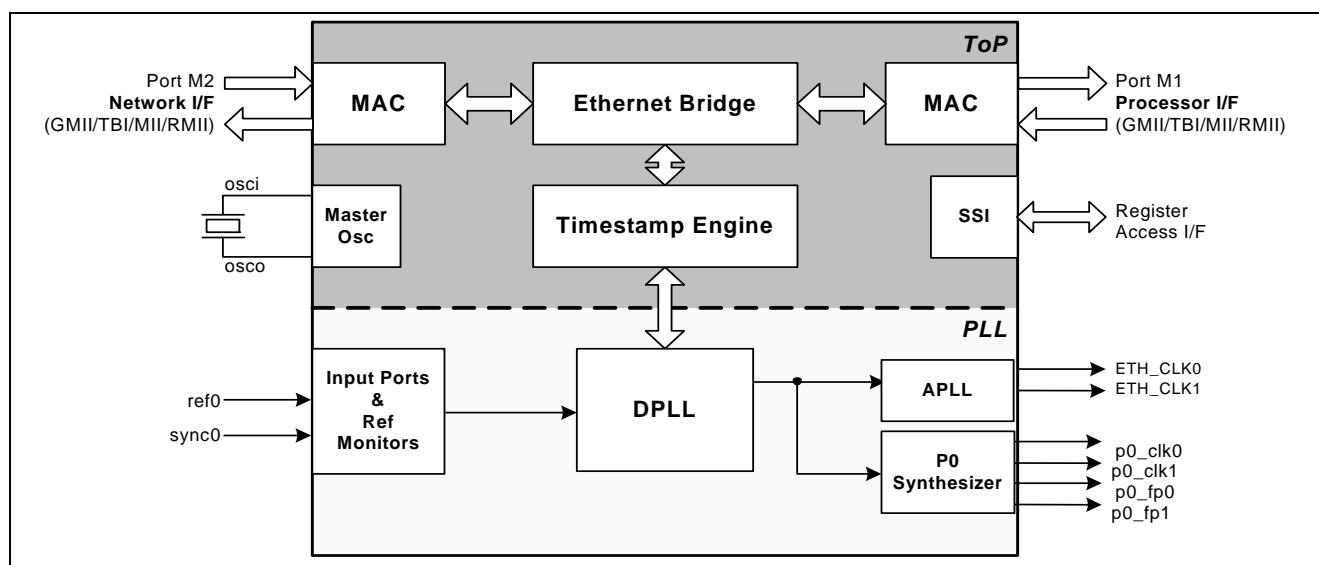 ToP
Port M2
Network I/F
(GMII/TBI/MII/RMII)
MAC
Ethernet Bridge
MAC
Port M1
Processor I/F
(GMII/TBI/MII/RMII)
osci
osco
Master
Osc
Timestamp Engine
SSI
Register
Access I/F
PLL
ref0
sync0
Input Ports
&
Ref
Monitors
DPLL
APLL
ETH_CLK0
ETH_CLK1
P0
Synthesizer
p0_clk0
p0_clk1
p0_fp0
p0_fp1